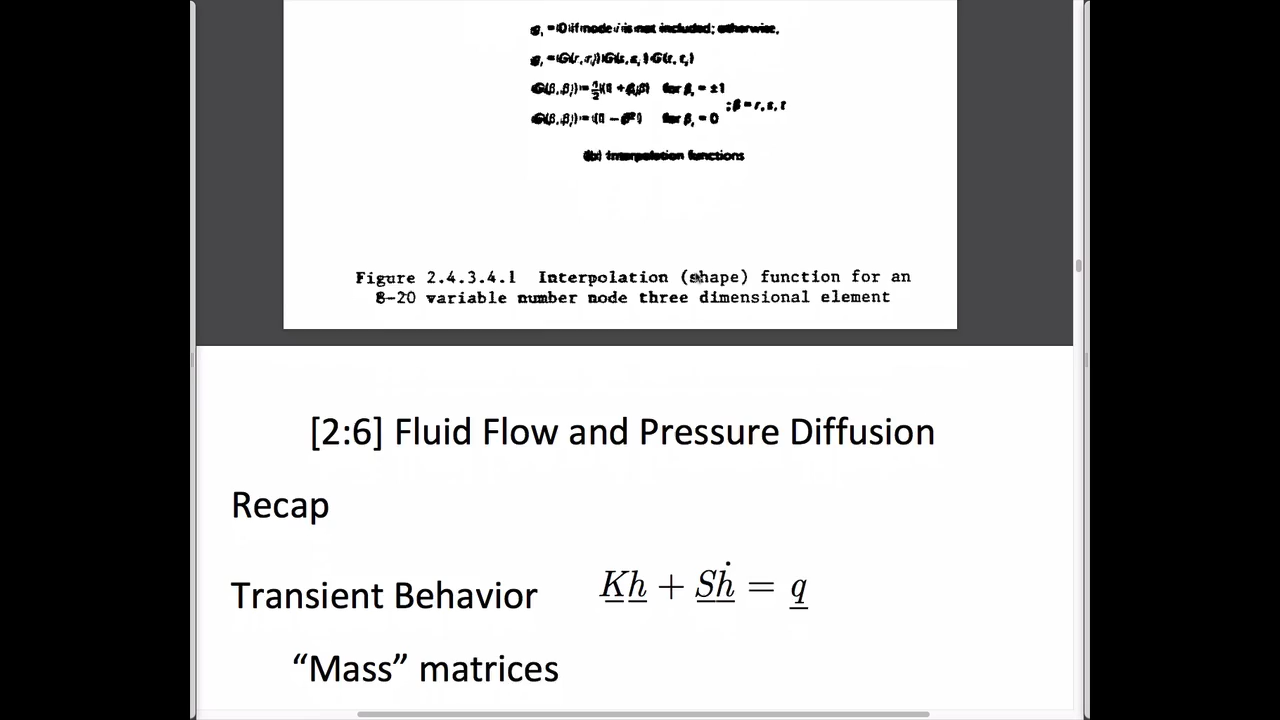 g_i = 0 if node i is not included; otherwise,
g_i = G(r, r_i) G(s, s_i) G(t, t_i)
G(β, β_i) = ½(1 + β_iβ) for β_i = ±1
; β = r, s, t
G(β, β_i) = (1 − β²) for β_i = 0
(b) Interpolation functions
Figure 2.4.3.4.1 Interpolation (shape) function for an
8-20 variable number node three dimensional element
[2:6] Fluid Flow and Pressure Diffusion
Recap
Transient Behavior K̲h̲ + S̲ḣ̲ = q̲
“Mass” matrices